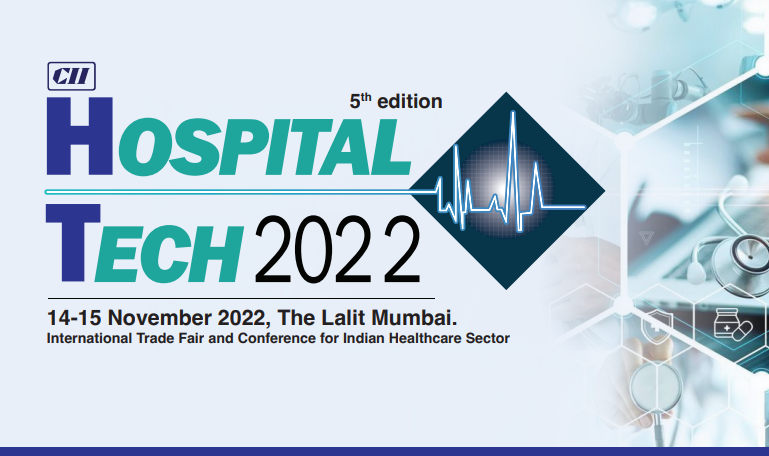 CII
5th edition
HOSPITAL
TECH 2022
14-15 November 2022, The Lalit Mumbai.
International Trade Fair and Conference for Indian Healthcare Sector